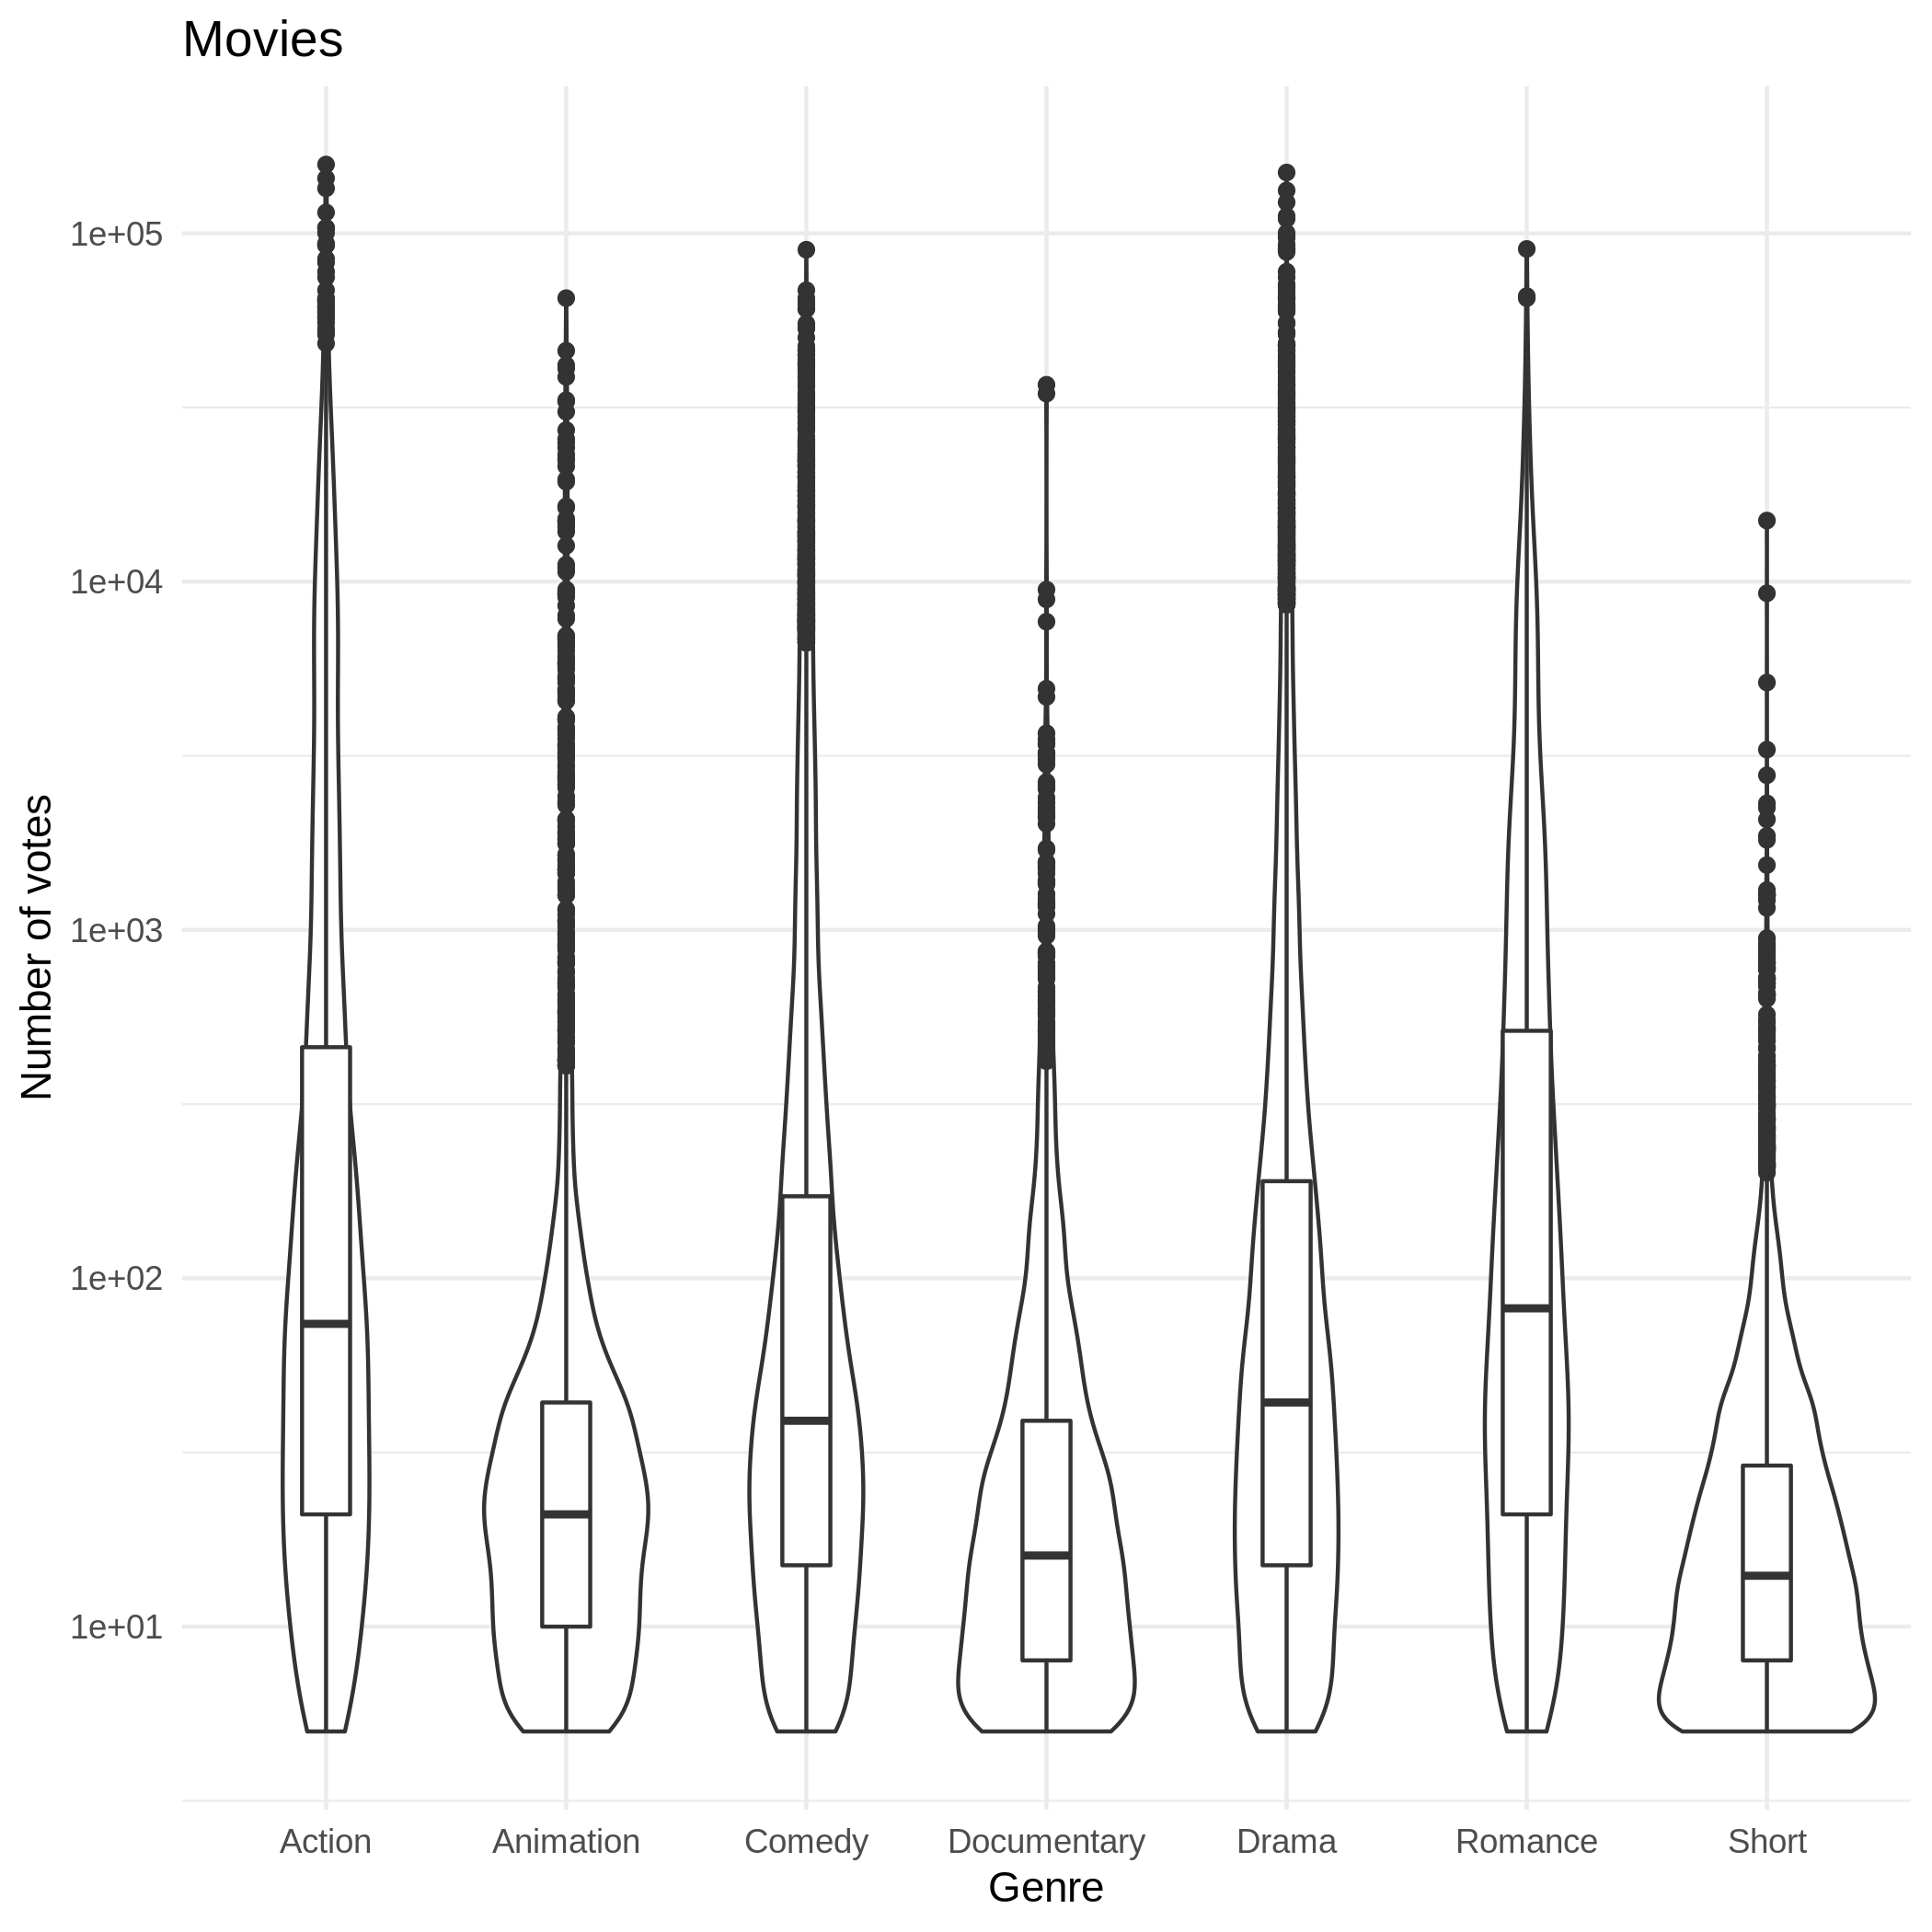 Movies
Number of votes
1e+05
1e+04
1e+03
1e+02
1e+01
Action
Animation
Comedy
Documentary
Drama
Romance
Short
Genre